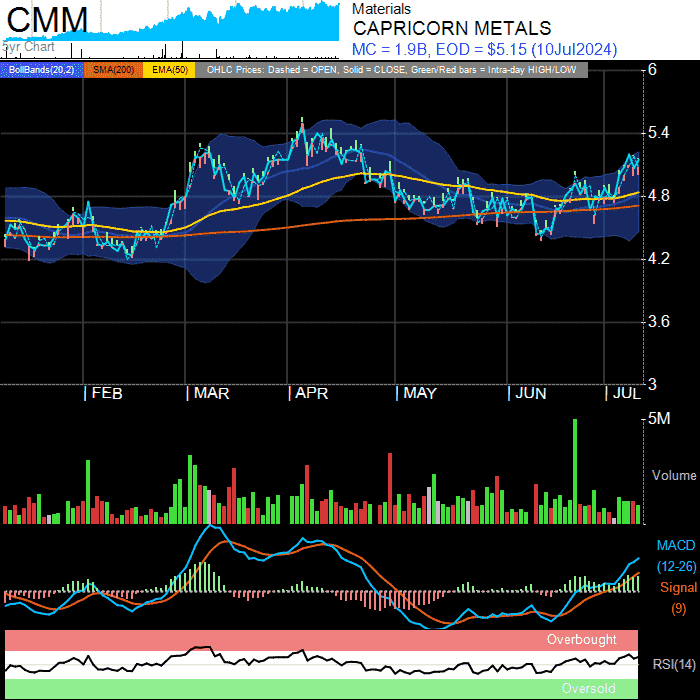 CMM
5yr Chart
Materials
CAPRICORN METALS
MC = 1.9B, EOD = $5.15 (10Jul2024)
BollBands(20,2) SMA(200) EMA(50) OHLC Prices: Dashed = OPEN, Solid = CLOSE, Green/Red bars = Intra-day HIGH/LOW
6
5.4
4.8
4.2
3.6
3
FEB MAR APR MAY JUN JUL
5M
Volume
MACD
(12-26)
Signal
(9)
Overbought
RSI(14)
Oversold